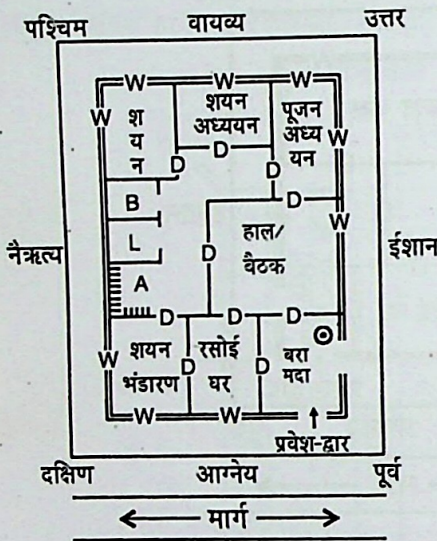 पश्चिम वायव्य उत्तर
W W W
W श य न शयन अध्ययन पूजन अध्ययन W
D D D
B
D W
L D हाल/ बैठक
नैऋत्य ईशान
A
D D D
W शयन भंडारण D रसोई घर D बरामदा
W W
प्रवेश-द्वार
दक्षिण आग्नेय पूर्व
मार्ग